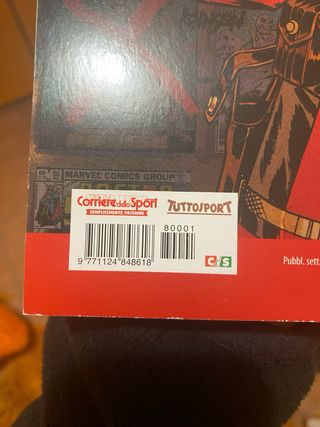 MARVEL COMICS GROUP
Corriere dello Sport
SEMPLICEMENTE PASSIONE
TUTTOSPORT
80001
9 771124 848618
Pubbl. sett.